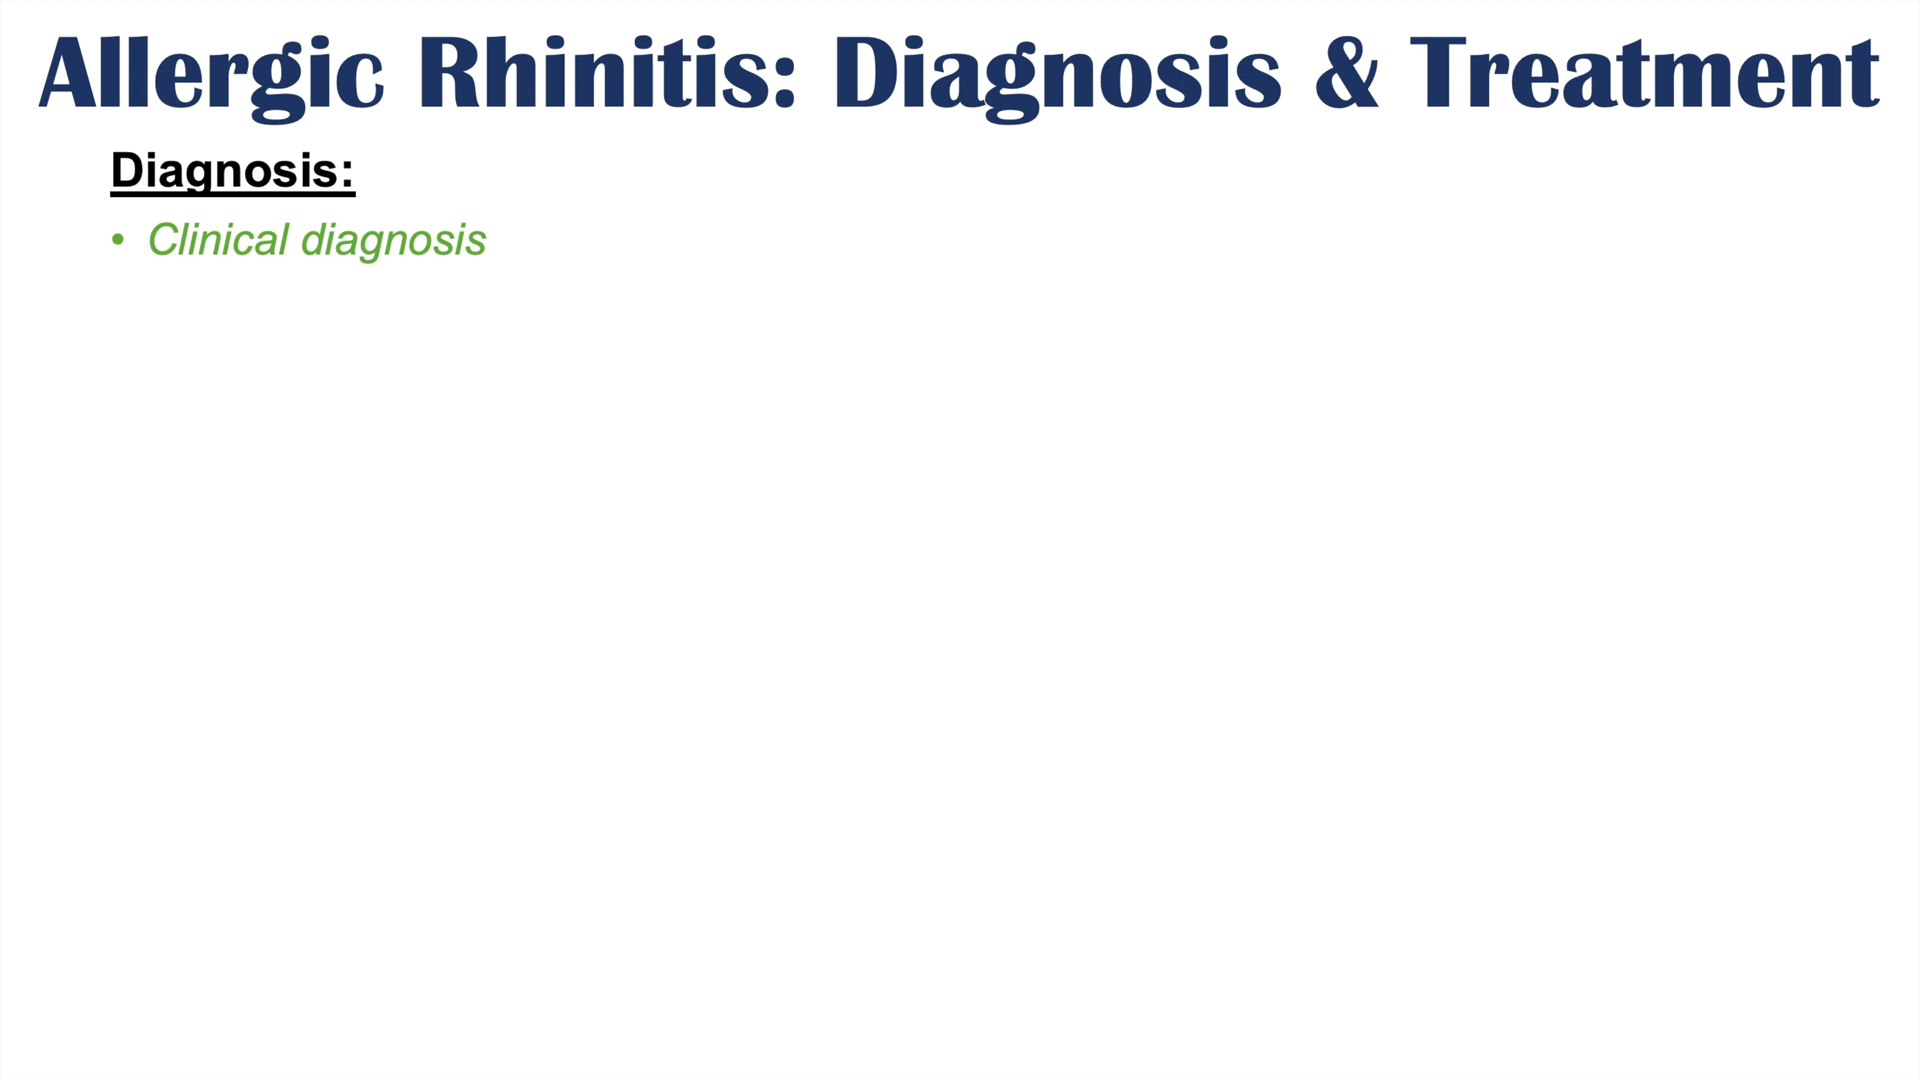 Allergic Rhinitis: Diagnosis & Treatment
Diagnosis:
• Clinical diagnosis